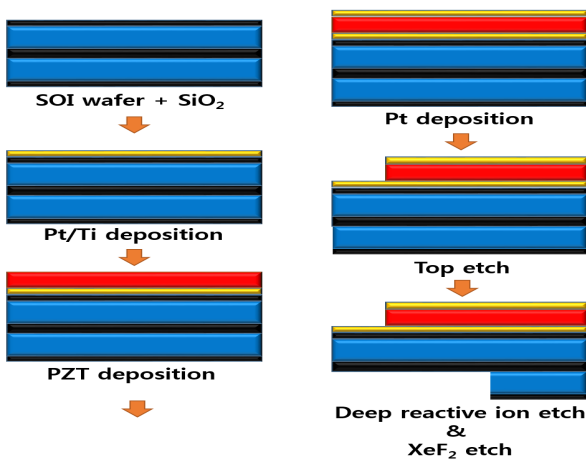 SOI wafer + SiO₂
Pt/Ti deposition
PZT deposition
Pt deposition
Top etch
Deep reactive ion etch
&
XeF₂ etch